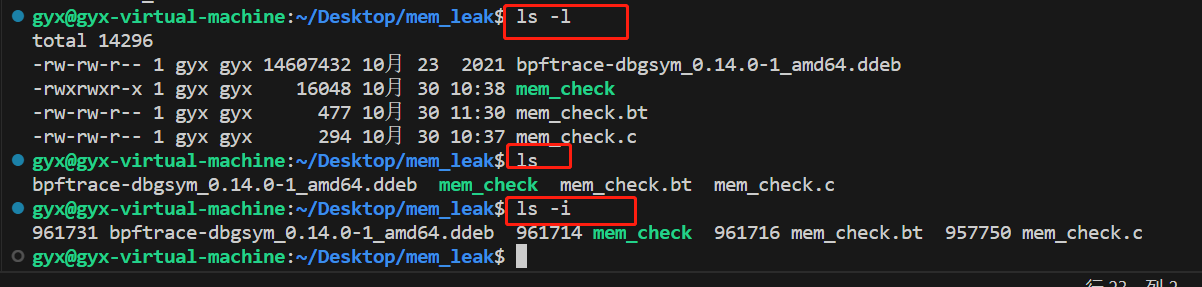 gyx@gyx-virtual-machine:~/Desktop/mem_leak$ ls -l
total 14296
-rw-rw-r-- 1 gyx gyx 14607432 10月 23  2021 bpftrace-dbgsym_0.14.0-1_amd64.ddeb
-rwxrwxr-x 1 gyx gyx    16048 10月 30 10:38 mem_check
-rw-rw-r-- 1 gyx gyx      477 10月 30 11:30 mem_check.bt
-rw-rw-r-- 1 gyx gyx      294 10月 30 10:37 mem_check.c
gyx@gyx-virtual-machine:~/Desktop/mem_leak$ ls
bpftrace-dbgsym_0.14.0-1_amd64.ddeb  mem_check  mem_check.bt  mem_check.c
gyx@gyx-virtual-machine:~/Desktop/mem_leak$ ls -i
961731 bpftrace-dbgsym_0.14.0-1_amd64.ddeb  961714 mem_check  961716 mem_check.bt  957750 mem_check.c
gyx@gyx-virtual-machine:~/Desktop/mem_leak$